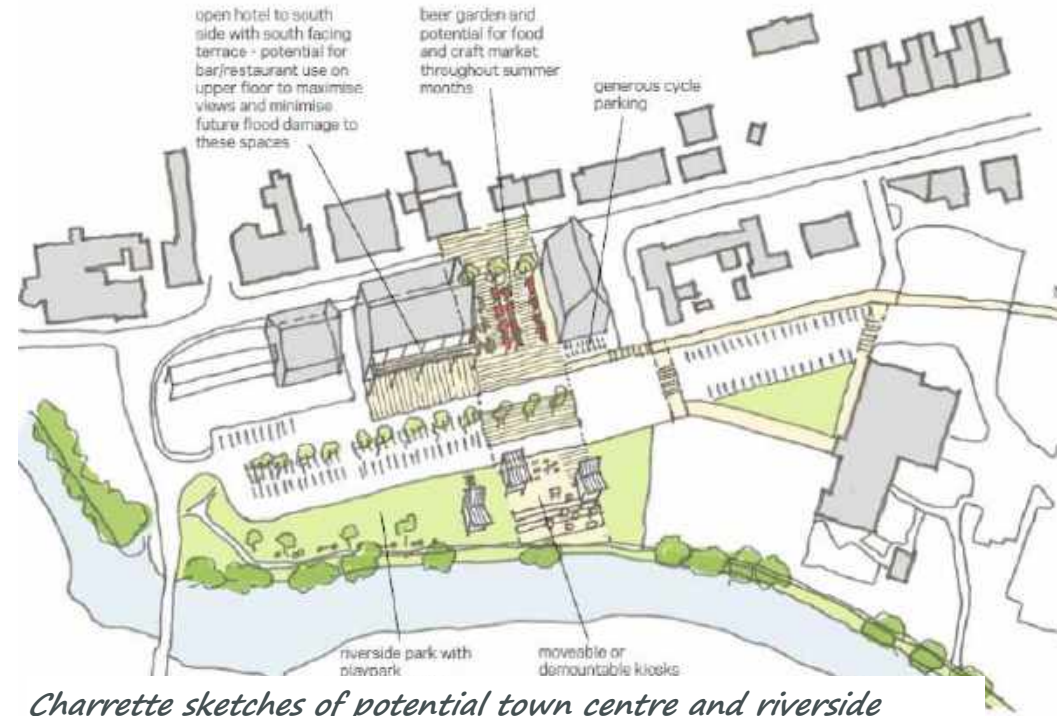 open hotel to south
side with south facing
terrace - potential for
bar/restaurant use on
upper floor to maximise
views and minimise
future flood damage to
these spaces
beer garden and
potential for food
and craft market
throughout summer
months
generous cycle
parking
riverside park with
playpark
moveable or
demountable kiosks
Charrette sketches of potential town centre and riverside